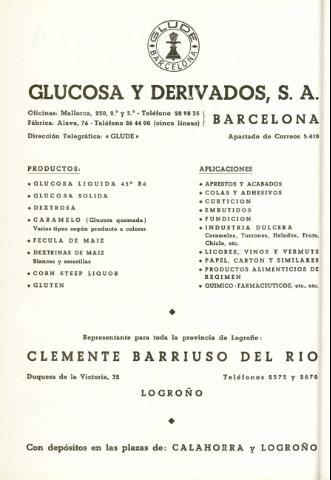 GLUDE
BARCELONA
GLUCOSA Y DERIVADOS, S. A.
Oficinas: Mallorca, 250, 2.º y 3.º - Teléfono 28 98 35
Fábrica: Alava, 76 - Teléfono 26 44 00 (cinco líneas)
BARCELONA
Dirección Telegráfica: « GLUDE»
Apartado de Correos 5.410
PRODUCTOS:
GLUCOSA LIQUIDA 45º Bé
GLUCOSA SOLIDA
DEXTROSA
CARAMELO (Glucosa quemada)
Varios tipos según producto a colorar
FECULA DE MAIZ
DEXTRINAS DE MAIZ
Blancas y amarillas
CORN STEEP LIQUOR
GLUTEN
APLICACIONES
APRESTOS Y ACABADOS
COLAS Y ADHESIVOS
CURTICION
EMBUTIDOS
FUNDICION
INDUSTRIA DULCERA
Caramelos, Turrones, Helados, Fruta,
Chicle, etc.
LICORES, VINOS Y VERMUTS
PAPEL, CARTON Y SIMILARES
PRODUCTOS ALIMENTICIOS DE
REGIMEN
QUIMICO - FARMACEUTICOS, etc., etc.
Representante para toda la provincia de Logroño:
CLEMENTE BARRIUSO DEL RIO
Duquesa de la Victoria, 32
Teléfonos 2575 y 2670
LOGROÑO
Con depósitos en las plazas de: CALAHORRA y LOGROÑO